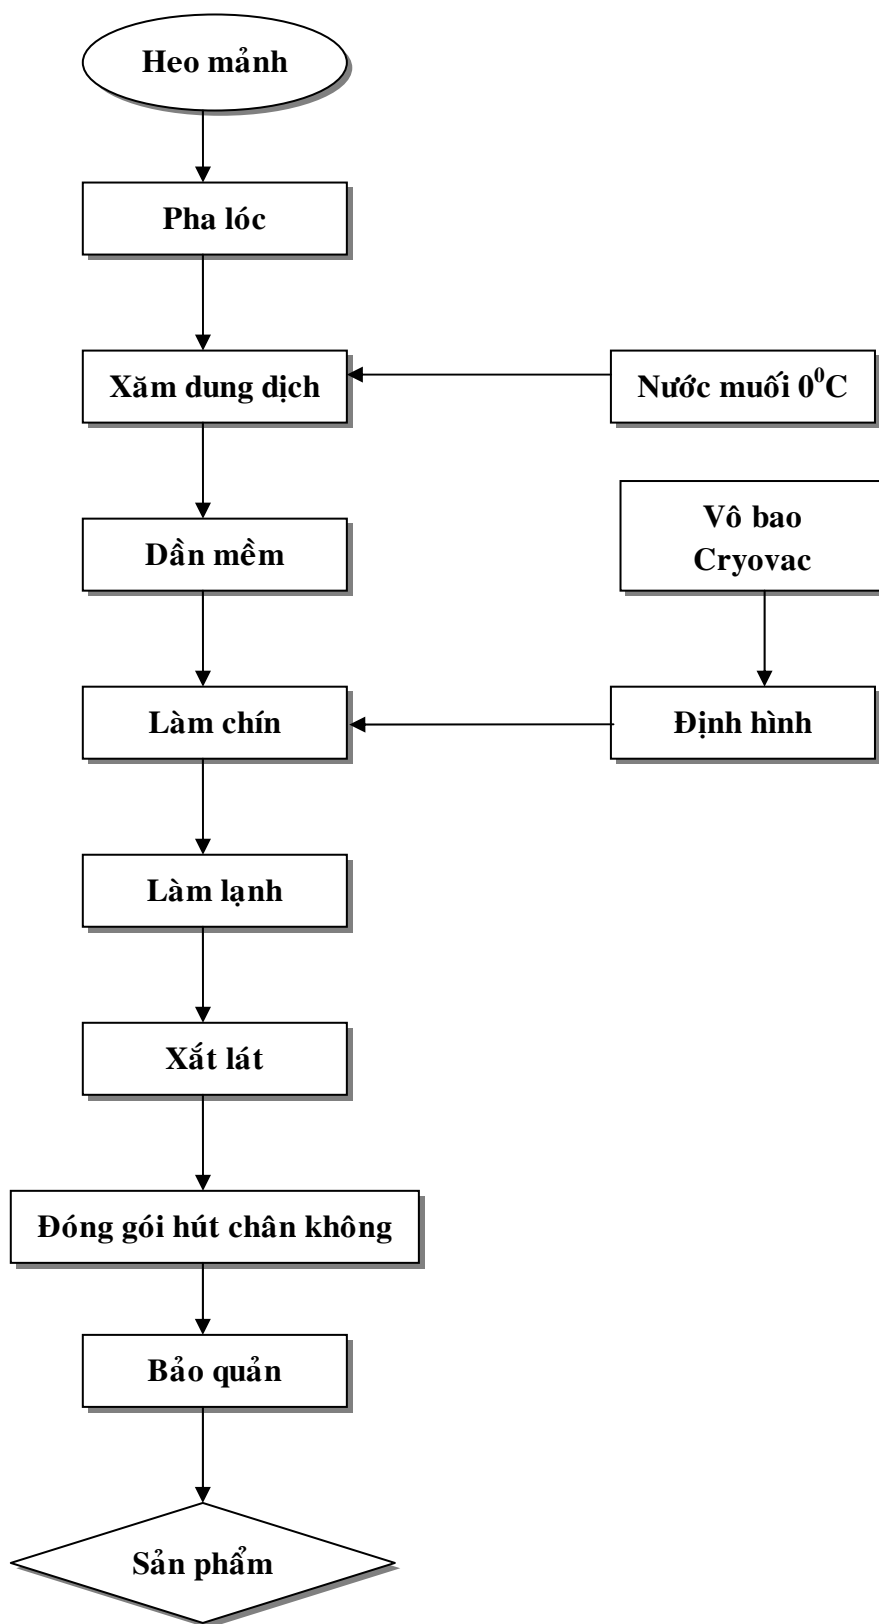 Heo mảnh
Pha lóc
Xăm dung dịch
Nước muối 0⁰C
Vô bao
Cryovac
Dần mềm
Làm chín
Định hình
Làm lạnh
Xắt lát
Đóng gói hút chân không
Bảo quản
Sản phẩm